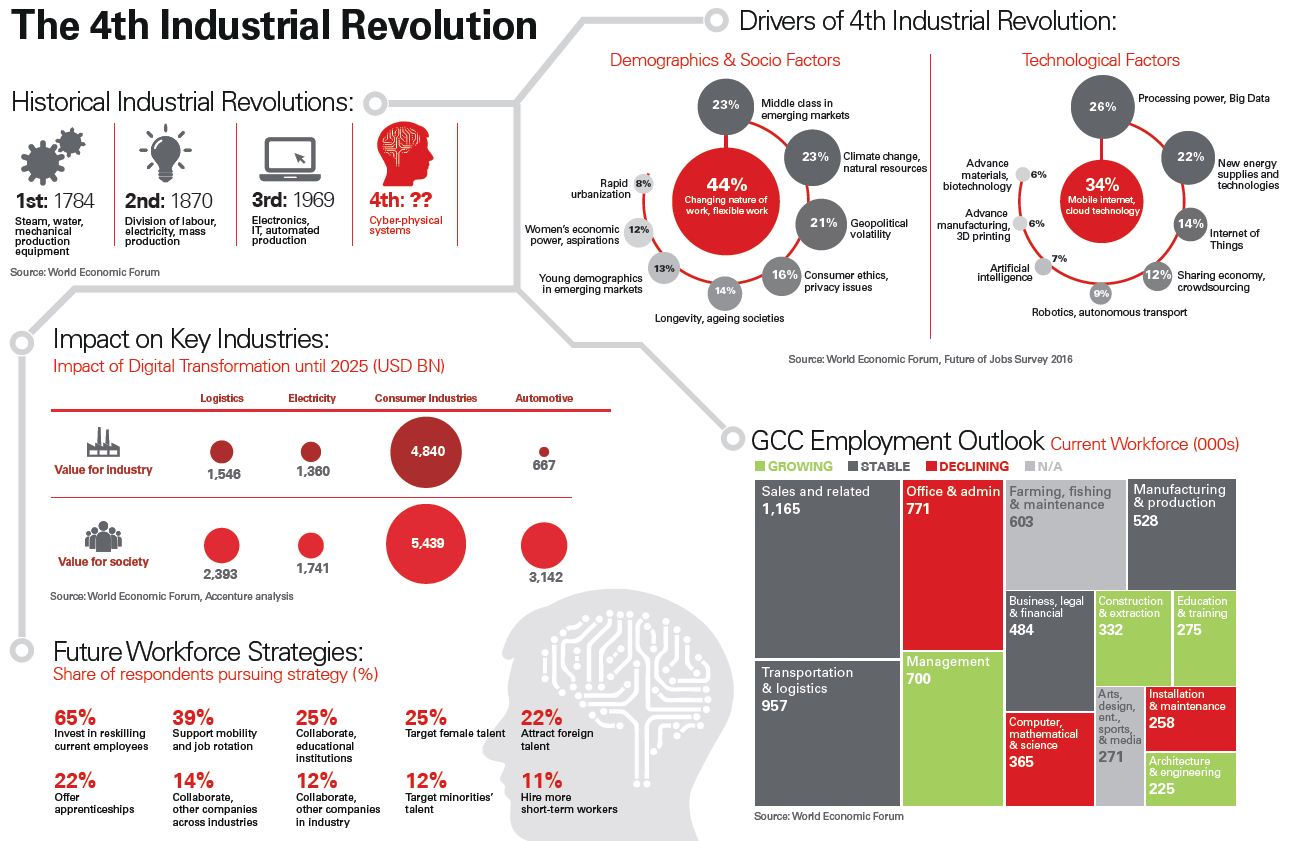 The 4th Industrial Revolution
Historical Industrial Revolutions:
1st: 1784
Steam, water,
mechanical
production
equipment
2nd: 1870
Division of labour,
electricity, mass
production
3rd: 1969
Electronics,
IT, automated
production
4th: ??
Cyber-physical
systems
Source: World Economic Forum
Drivers of 4th Industrial Revolution:
Demographics & Socio Factors
44%
Changing nature of
work, flexible work
23%
Middle class in
emerging markets
23%
Climate change,
natural resources
21%
Geopolitical
volatility
16%
Consumer ethics,
privacy issues
14%
Longevity, ageing societies
13%
Young demographics
in emerging markets
12%
Women's economic
power, aspirations
8%
Rapid
urbanization
Technological Factors
34%
Mobile internet,
cloud technology
26%
Processing power, Big Data
22%
New energy
supplies and
technologies
14%
Internet of
Things
12%
Sharing economy,
crowdsourcing
9%
Robotics, autonomous transport
7%
Artificial
intelligence
6%
Advance
manufacturing,
3D printing
6%
Advance
materials,
biotechnology
Source: World Economic Forum, Future of Jobs Survey 2016
Impact on Key Industries:
Impact of Digital Transformation until 2025 (USD BN)
Logistics Electricity Consumer Industries Automotive
Value for industry
1,546 1,360 4,840 667
Value for society
2,393 1,741 5,439 3,142
Source: World Economic Forum, Accenture analysis
Future Workforce Strategies:
Share of respondents pursuing strategy (%)
65%
Invest in reskilling
current employees
39%
Support mobility
and job rotation
25%
Collaborate,
educational
institutions
25%
Target female talent
22%
Attract foreign
talent
22%
Offer
apprenticeships
14%
Collaborate,
other companies
across industries
12%
Collaborate,
other companies
in industry
12%
Target minorities'
talent
11%
Hire more
short-term workers
GCC Employment Outlook Current Workforce (000s)
GROWING STABLE DECLINING N/A
Sales and related
1,165
Transportation
& logistics
957
Office & admin
771
Management
700
Farming, fishing
& maintenance
603
Manufacturing
& production
528
Business, legal
& financial
484
Construction
& extraction
332
Education
& training
275
Computer,
mathematical
& science
365
Arts,
design,
ent.,
sports,
& media
271
Installation
& maintenance
258
Architecture
& engineering
225
Source: World Economic Forum